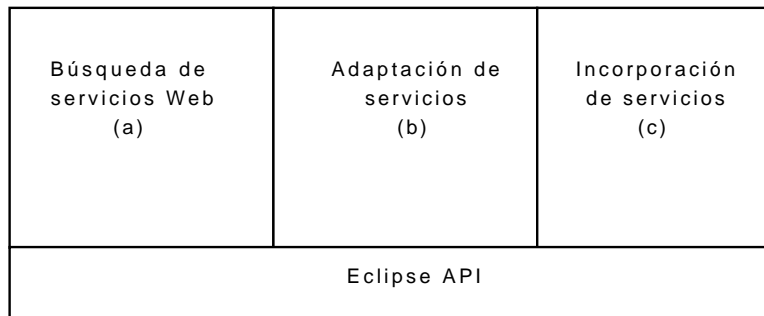 Búsqueda de
servicios Web
(a)
Adaptación de
servicios
(b)
Incorporación
de servicios
(c)
Eclipse API